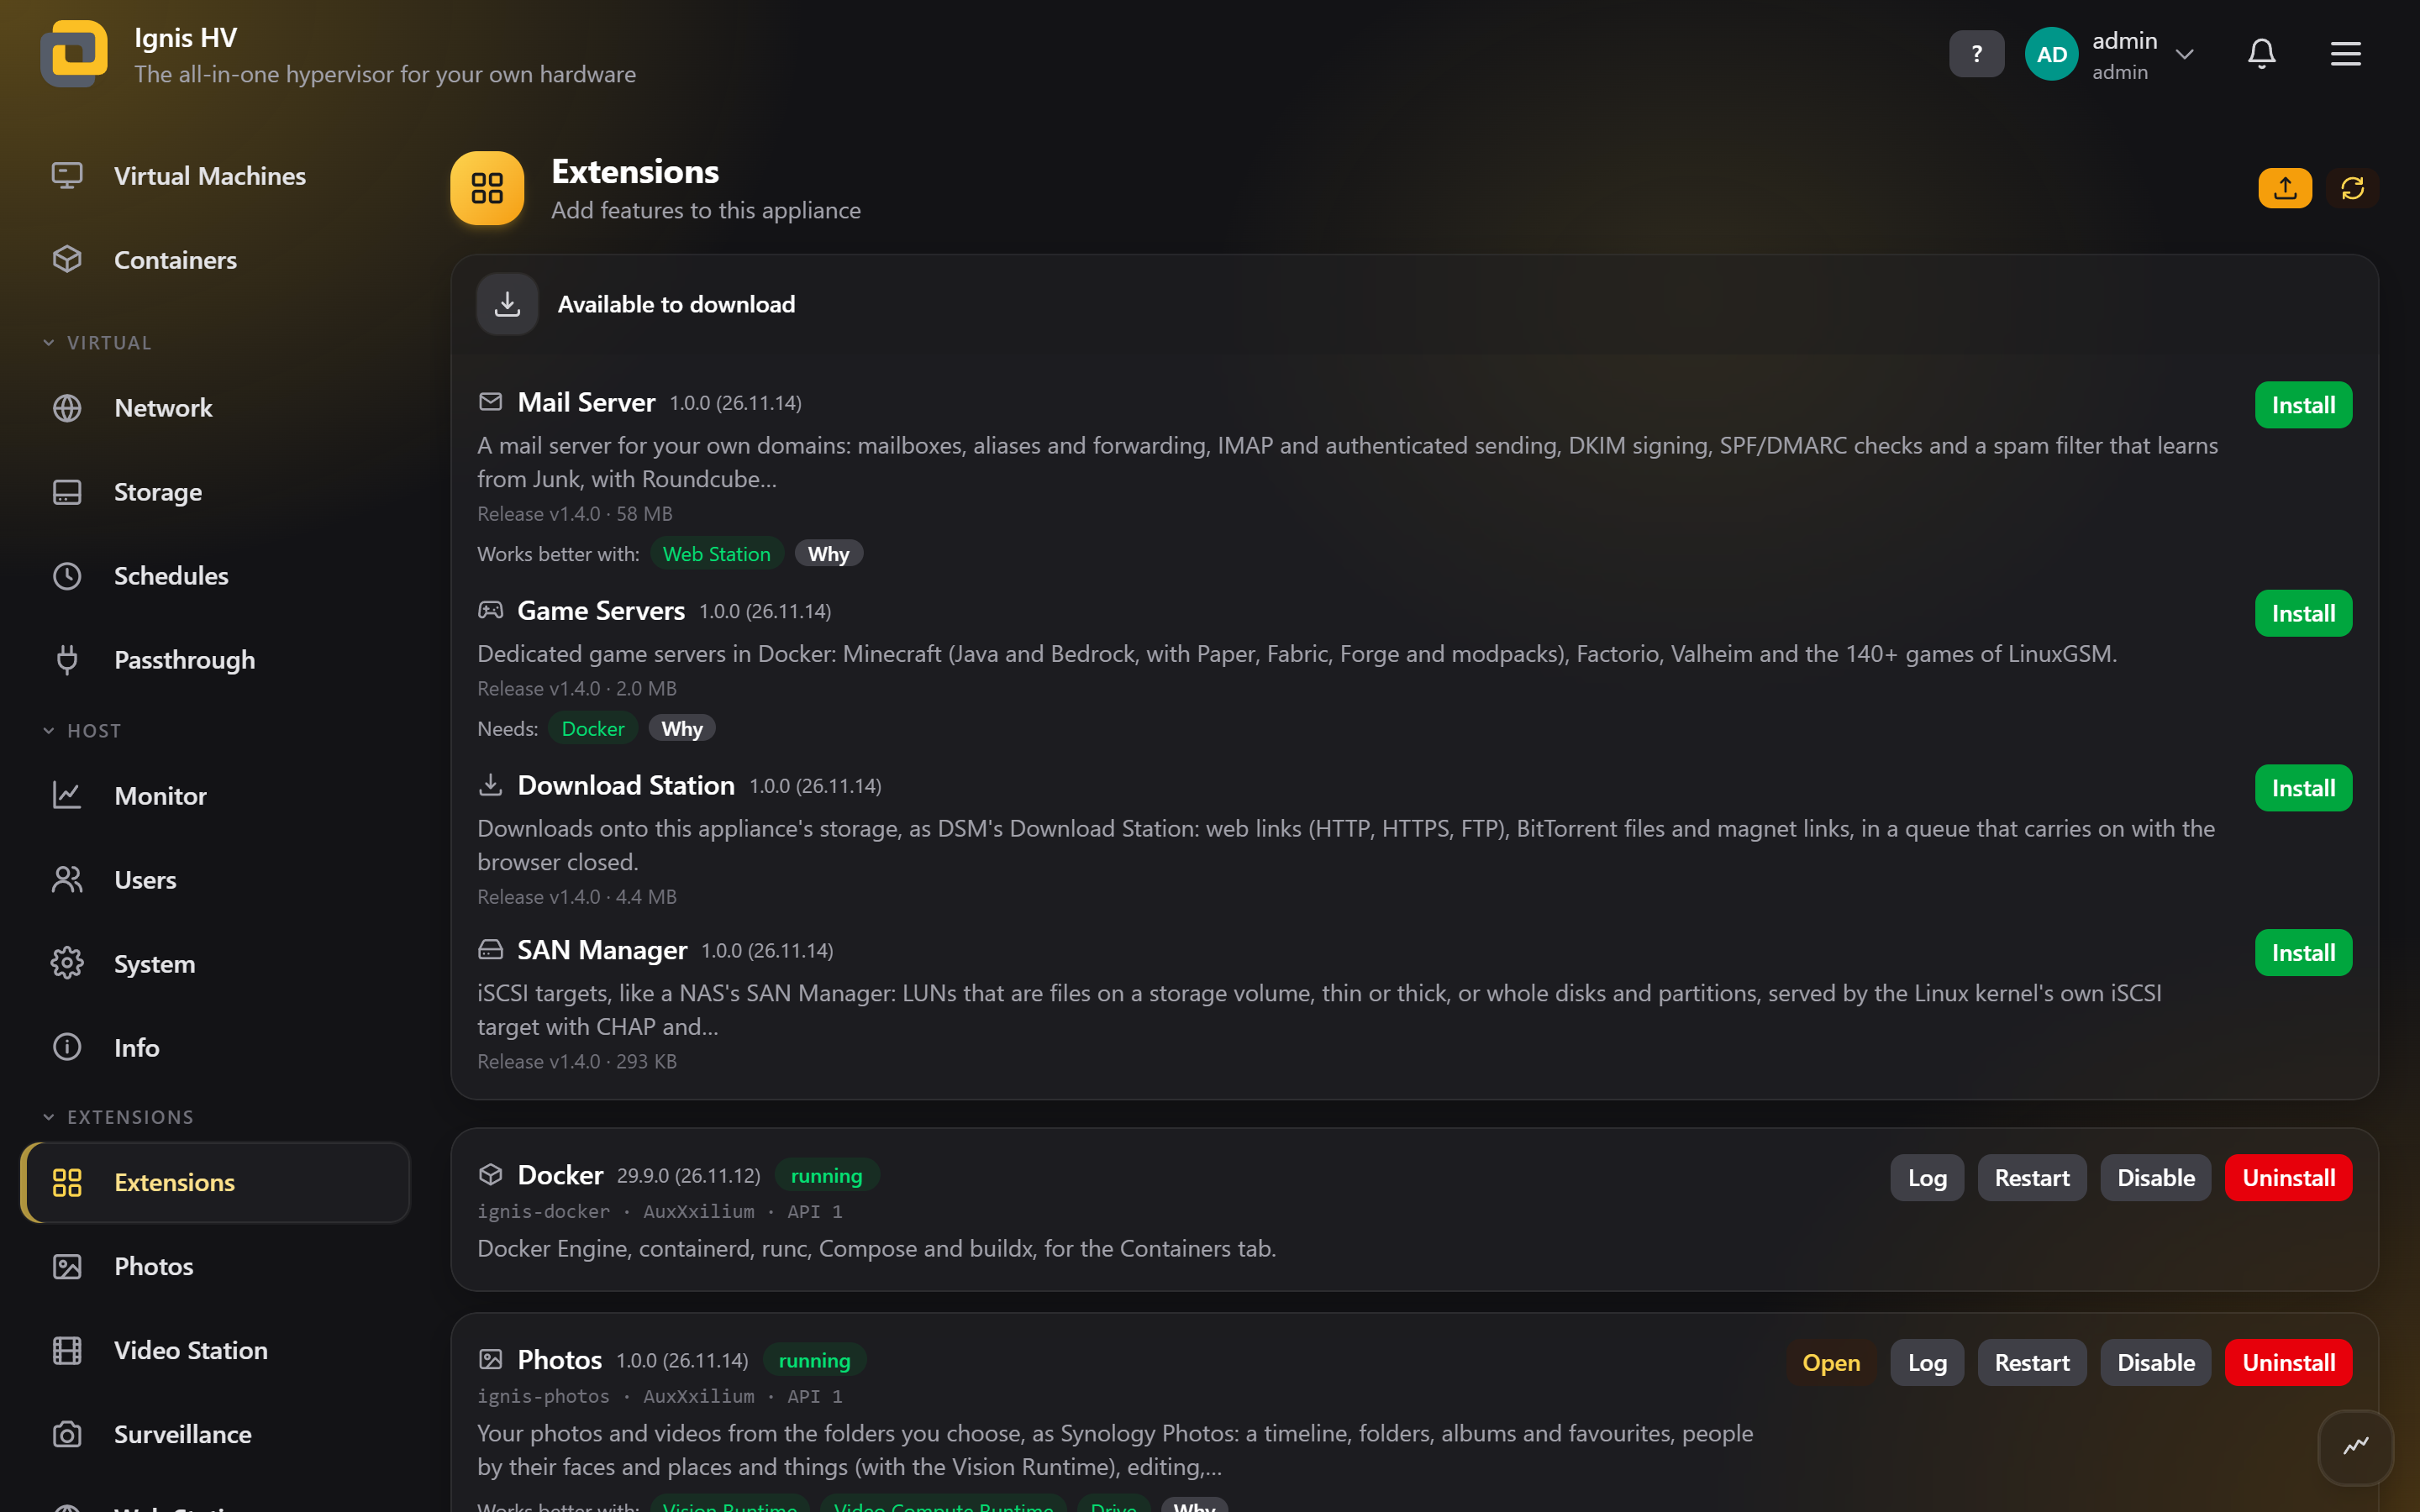 Ignis HV
The all-in-one hypervisor for your own hardware
?
AD
admin
admin
Virtual Machines
Containers
VIRTUAL
Network
Storage
Schedules
Passthrough
HOST
Monitor
Users
System
Info
EXTENSIONS
Extensions
Photos
Video Station
Surveillance
Extensions
Add features to this appliance
Available to download
Mail Server 1.0.0 (26.11.14)
Install
A mail server for your own domains: mailboxes, aliases and forwarding, IMAP and authenticated sending, DKIM signing, SPF/DMARC checks and a spam filter that learns
from Junk, with Roundcube...
Release v1.4.0 · 58 MB
Works better with: Web Station Why
Game Servers 1.0.0 (26.11.14)
Install
Dedicated game servers in Docker: Minecraft (Java and Bedrock, with Paper, Fabric, Forge and modpacks), Factorio, Valheim and the 140+ games of LinuxGSM.
Release v1.4.0 · 2.0 MB
Needs: Docker Why
Download Station 1.0.0 (26.11.14)
Install
Downloads onto this appliance's storage, as DSM's Download Station: web links (HTTP, HTTPS, FTP), BitTorrent files and magnet links, in a queue that carries on with the
browser closed.
Release v1.4.0 · 4.4 MB
SAN Manager 1.0.0 (26.11.14)
Install
iSCSI targets, like a NAS's SAN Manager: LUNs that are files on a storage volume, thin or thick, or whole disks and partitions, served by the Linux kernel's own iSCSI
target with CHAP and...
Release v1.4.0 · 293 KB
Docker 29.9.0 (26.11.12) running
Log Restart Disable Uninstall
ignis-docker · AuxXxilium · API 1
Docker Engine, containerd, runc, Compose and buildx, for the Containers tab.
Photos 1.0.0 (26.11.14) running
Open Log Restart Disable Uninstall
ignis-photos · AuxXxilium · API 1
Your photos and videos from the folders you choose, as Synology Photos: a timeline, folders, albums and favourites, people
by their faces and places and things (with the Vision Runtime), editing,...
Works better with: Vision Runtime Video Compute Runtime Drive Why